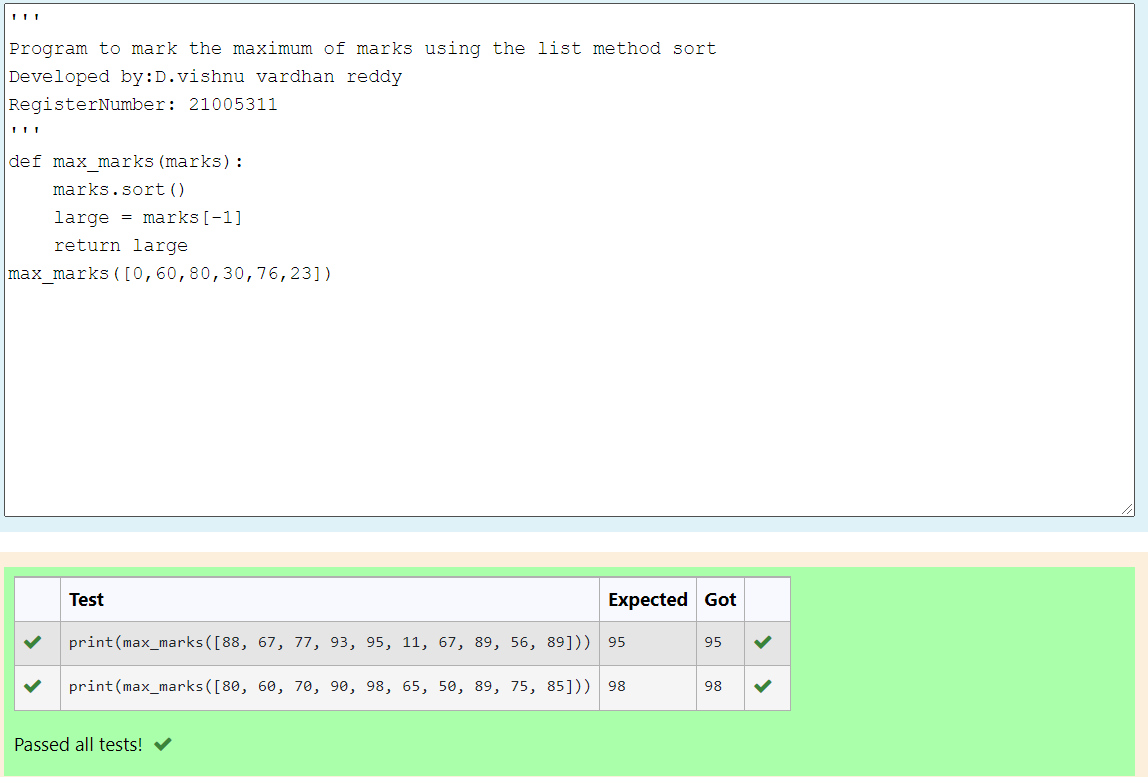 '''
Program to mark the maximum of marks using the list method sort
Developed by:D.vishnu vardhan reddy
RegisterNumber: 21005311
'''
def max_marks(marks):
    marks.sort()
    large = marks[-1]
    return large
max_marks([0,60,80,30,76,23])
Test Expected Got
print(max_marks([88, 67, 77, 93, 95, 11, 67, 89, 56, 89])) 95 95
print(max_marks([80, 60, 70, 90, 98, 65, 50, 89, 75, 85])) 98 98
Passed all tests!